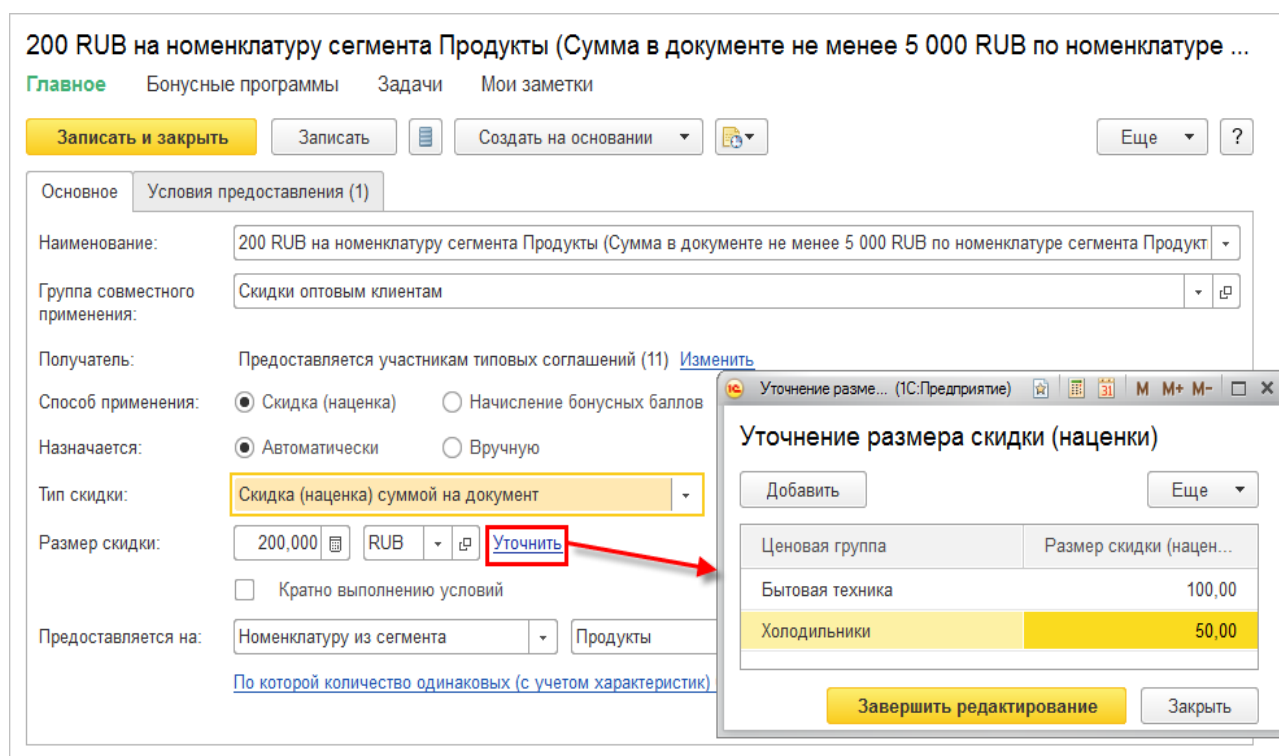 200 RUB на номенклатуру сегмента Продукты (Сумма в документе не менее 5 000 RUB по номенклатуре ...
Главное Бонусные программы Задачи Мои заметки
Записать и закрыть Записать Создать на основании Еще ?
Основное Условия предоставления (1)
Наименование: 200 RUB на номенклатуру сегмента Продукты (Сумма в документе не менее 5 000 RUB по номенклатуре сегмента Продукт
Группа совместного применения: Скидки оптовым клиентам
Получатель: Предоставляется участникам типовых соглашений (11) Изменить
Способ применения: Скидка (наценка) Начисление бонусных баллов
Назначается: Автоматически Вручную
Тип скидки: Скидка (наценка) суммой на документ
Размер скидки: 200,000 RUB Уточнить
Кратно выполнению условий
Предоставляется на: Номенклатуру из сегмента Продукты
По которой количество одинаковых (с учетом характеристик)
1С Уточнение разме... (1С:Предприятие) 31 M M+ M-
Уточнение размера скидки (наценки)
Добавить Еще
Ценовая группа Размер скидки (нацен...
Бытовая техника 100,00
Холодильники 50,00
Завершить редактирование Закрыть